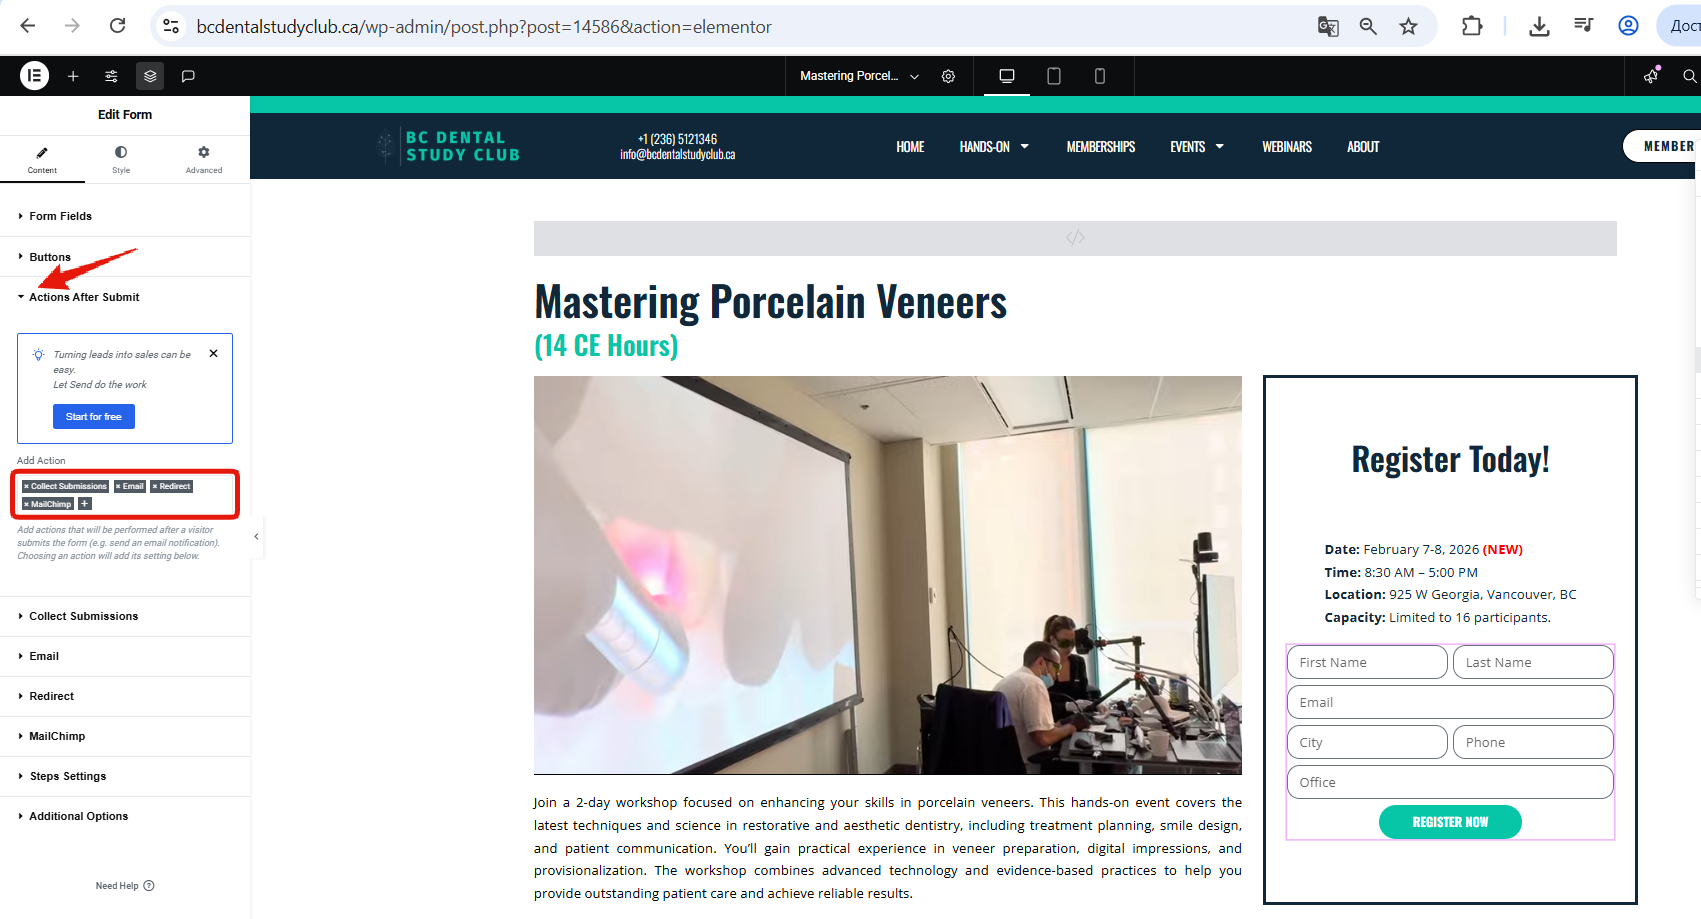 bcdentalstudyclub.ca/wp-admin/post.php?post=14586&action=elementor
Дост
Mastering Porcel...
Edit Form
Content
Style
Advanced
Form Fields
Buttons
Actions After Submit
Turning leads into sales can be
easy.
Let Send do the work
Start for free
Add Action
× Collect Submissions × Email × Redirect
× MailChimp +
Add actions that will be performed after a visitor
submits the form (e.g. send an email notification).
Choosing an action will add its setting below.
Collect Submissions
Email
Redirect
MailChimp
Steps Settings
Additional Options
Need Help ?
BC DENTAL
STUDY CLUB
+1 (236) 5121346
info@bcdentalstudyclub.ca
HOME
HANDS-ON
MEMBERSHIPS
EVENTS
WEBINARS
ABOUT
MEMBER
Mastering Porcelain Veneers
(14 CE Hours)
Join a 2-day workshop focused on enhancing your skills in porcelain veneers. This hands-on event covers the
latest techniques and science in restorative and aesthetic dentistry, including treatment planning, smile design,
and patient communication. You'll gain practical experience in veneer preparation, digital impressions, and
provisionalization. The workshop combines advanced technology and evidence-based practices to help you
provide outstanding patient care and achieve reliable results.
Register Today!
Date: February 7-8, 2026 (NEW)
Time: 8:30 AM – 5:00 PM
Location: 925 W Georgia, Vancouver, BC
Capacity: Limited to 16 participants.
First Name
Last Name
Email
City
Phone
Office
REGISTER NOW